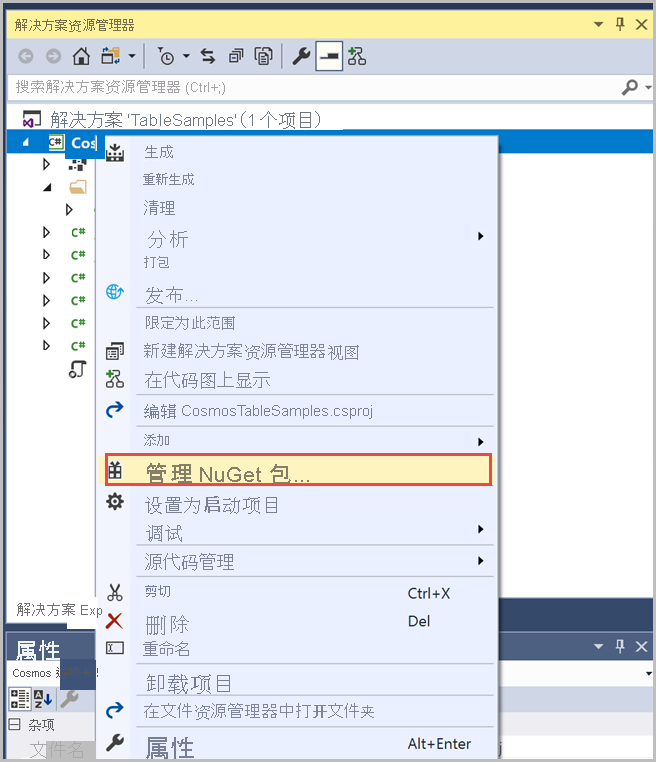 解决方案资源管理器
搜索解决方案资源管理器 (Ctrl+;)
解决方案 'TableSamples' (1 个项目)
C# Cos
生成
重新生成
清理
分析
打包
发布...
限定为此范围
新建解决方案资源管理器视图
在代码图上显示
编辑 CosmosTableSamples.csproj
添加
管理 NuGet 包...
设置为启动项目
调试
源代码管理
剪切 Ctrl+X
删除 Del
重命名
卸载项目
在文件资源管理器中打开文件夹
属性 Alt+Enter
C#
C#
C#
C#
C#
C#
解决方案 Exp
属性
Cosmos
杂项
文件名